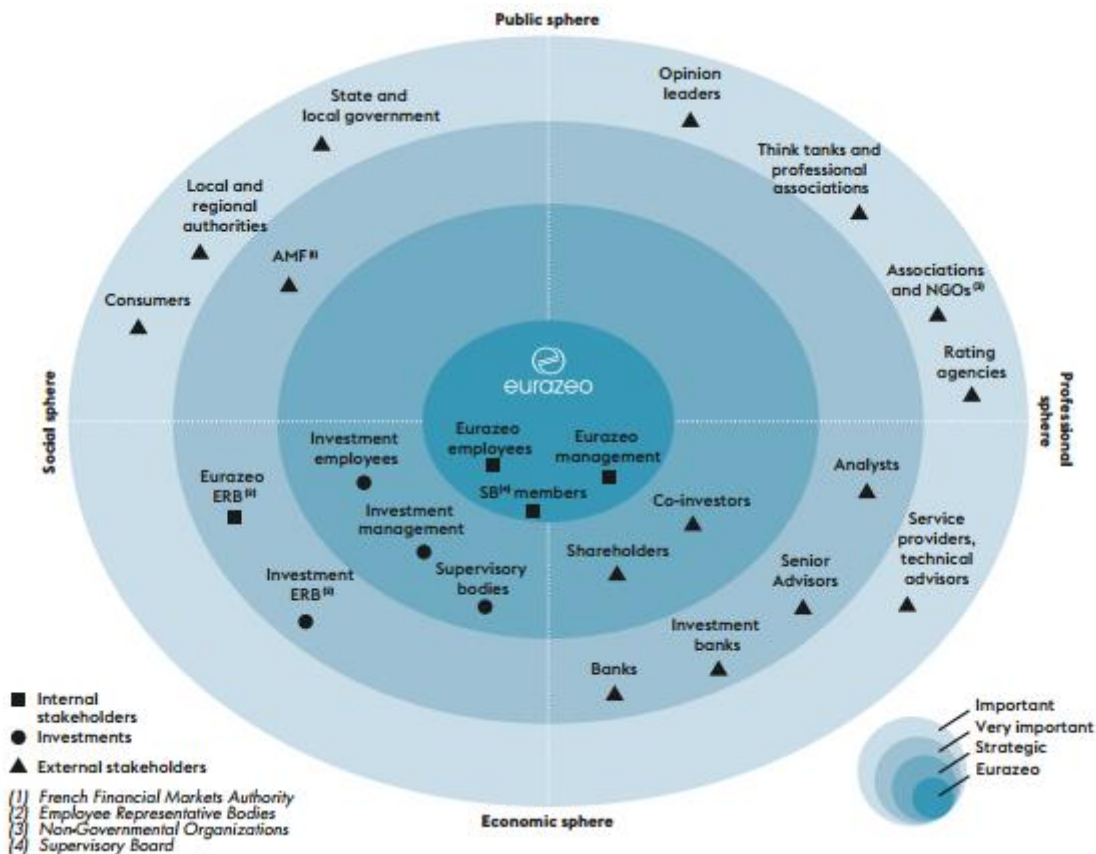 Public sphere
Opinion
leaders
State and
local government
Think tanks and
professional
associations
Local and
regional
authorities
AMF(1)
Associations
and NGOs(3)
Consumers
Rating
agencies
eurazeo
Social sphere
Professional
sphere
Eurazeo
employees
Eurazeo
management
Investment
employees
Analysts
Eurazeo
ERB(2)
SB(4) members
Co-investors
Investment
management
Service
providers,
technical
advisors
Shareholders
Senior
Advisors
Supervisory
bodies
Investment
ERB(2)
Investment
banks
Banks
Internal
stakeholders
Investments
External stakeholders
Important
Very important
Strategic
Eurazeo
(1) French Financial Markets Authority
(2) Employee Representative Bodies
(3) Non-Governmental Organizations
(4) Supervisory Board
Economic sphere